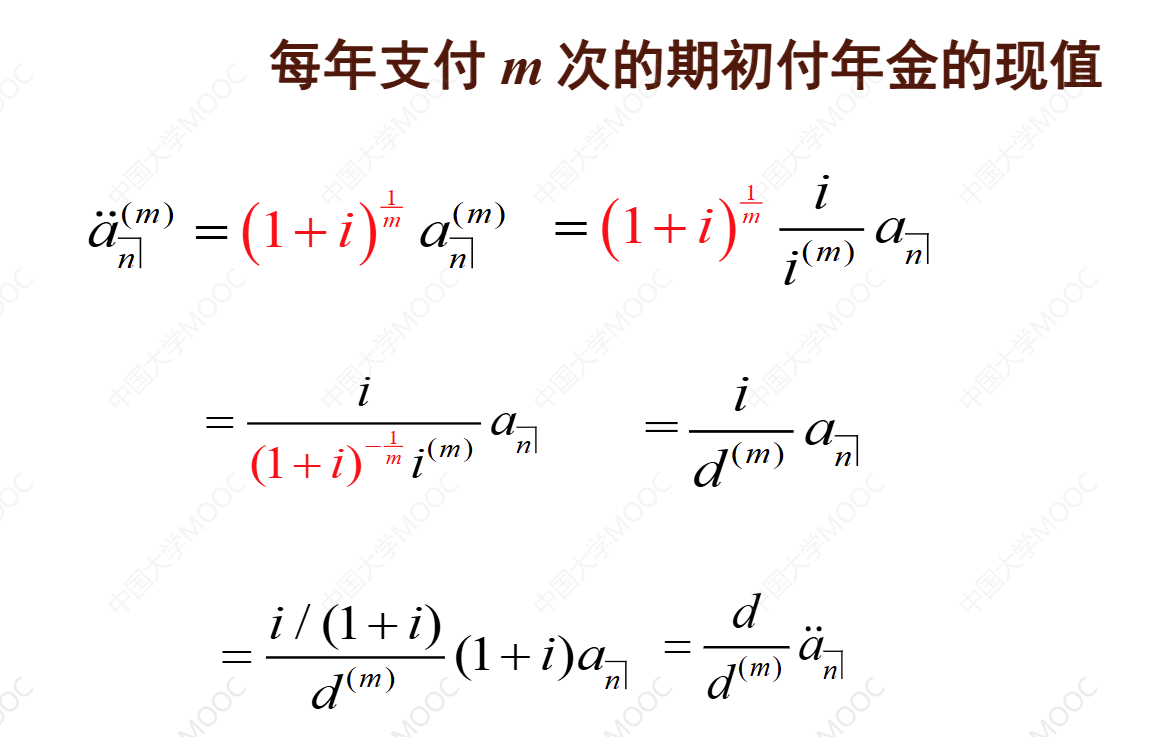 每年支付 m 次的期初付年金的现值
$\ddot{a}_{\overline{n}|}^{(m)} = (1+i)^{\frac{1}{m}} a_{\overline{n}|}^{(m)} = (1+i)^{\frac{1}{m}} \frac{i}{i^{(m)}} a_{\overline{n}|}$
$= \frac{i}{(1+i)^{-\frac{1}{m}} i^{(m)}} a_{\overline{n}|} = \frac{i}{d^{(m)}} a_{\overline{n}|}$
$= \frac{i/(1+i)}{d^{(m)}} (1+i) a_{\overline{n}|} = \frac{d}{d^{(m)}} \ddot{a}_{\overline{n}|}$
中国大学MOOC